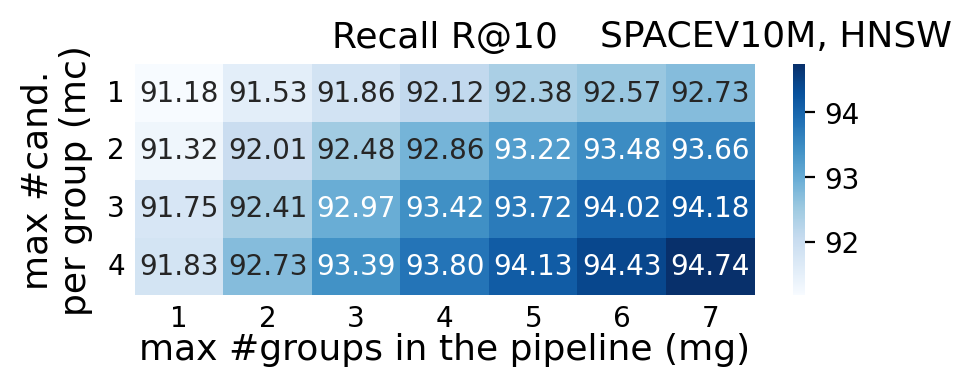 Recall R@10 SPACEV10M, HNSW
max #cand.
per group (mc)
1 91.18 91.53 91.86 92.12 92.38 92.57 92.73
2 91.32 92.01 92.48 92.86 93.22 93.48 93.66
3 91.75 92.41 92.97 93.42 93.72 94.02 94.18
4 91.83 92.73 93.39 93.80 94.13 94.43 94.74
1 2 3 4 5 6 7
max #groups in the pipeline (mg)
94
93
92